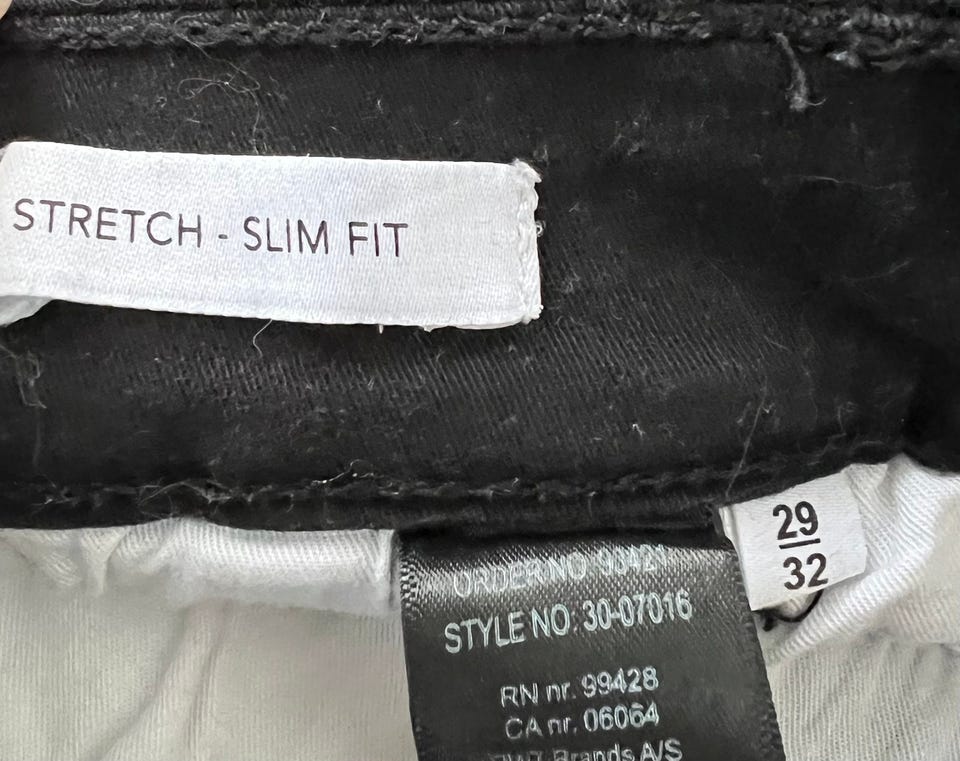 STRETCH - SLIM FIT
29
32
ORDER NO
STYLE NO: 30-07016
RN nr. 99428
CA nr. 06064
Brands A/S